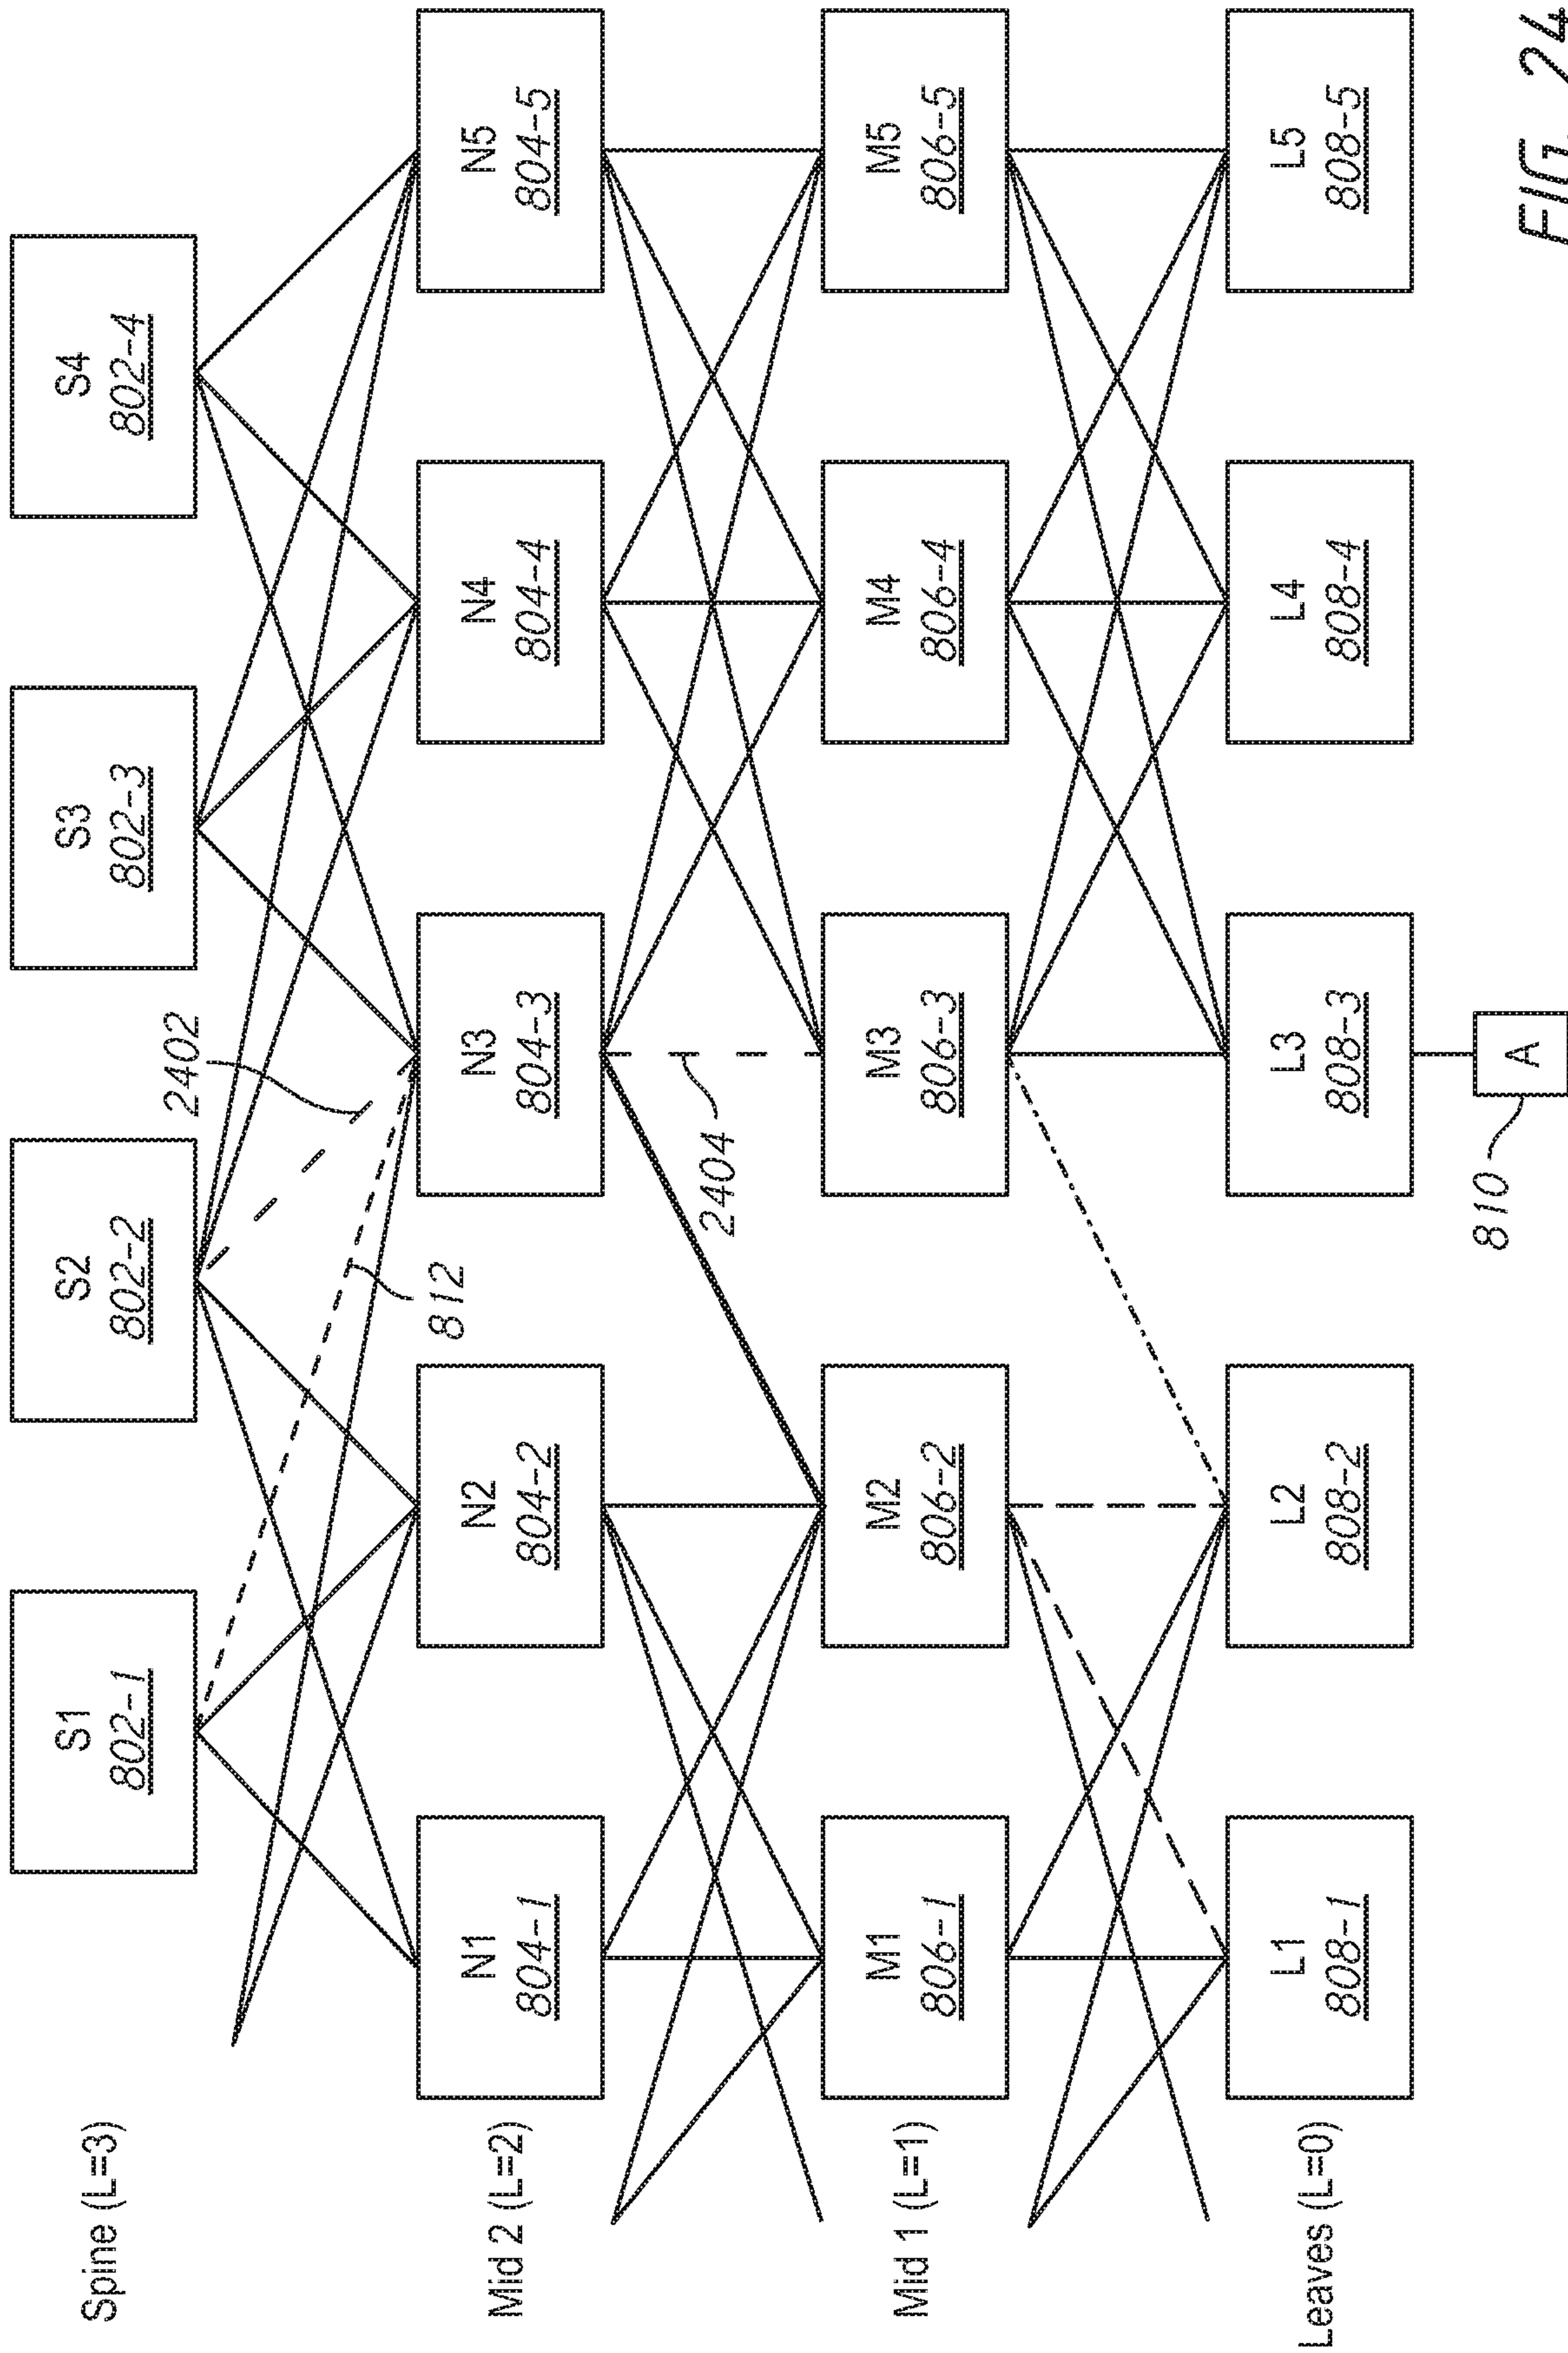 Spine (L=3)
S1
802-1
S2
802-2
S3
802-3
S4
802-4
2402
812
Mid 2 (L=2)
N1
804-1
N2
804-2
N3
804-3
N4
804-4
N5
804-5
2404
Mid 1 (L=1)
M1
806-1
M2
806-2
M3
806-3
M4
806-4
M5
806-5
Leaves (L=0)
L1
808-1
L2
808-2
L3
808-3
L4
808-4
L5
808-5
810
A
FIG. 24